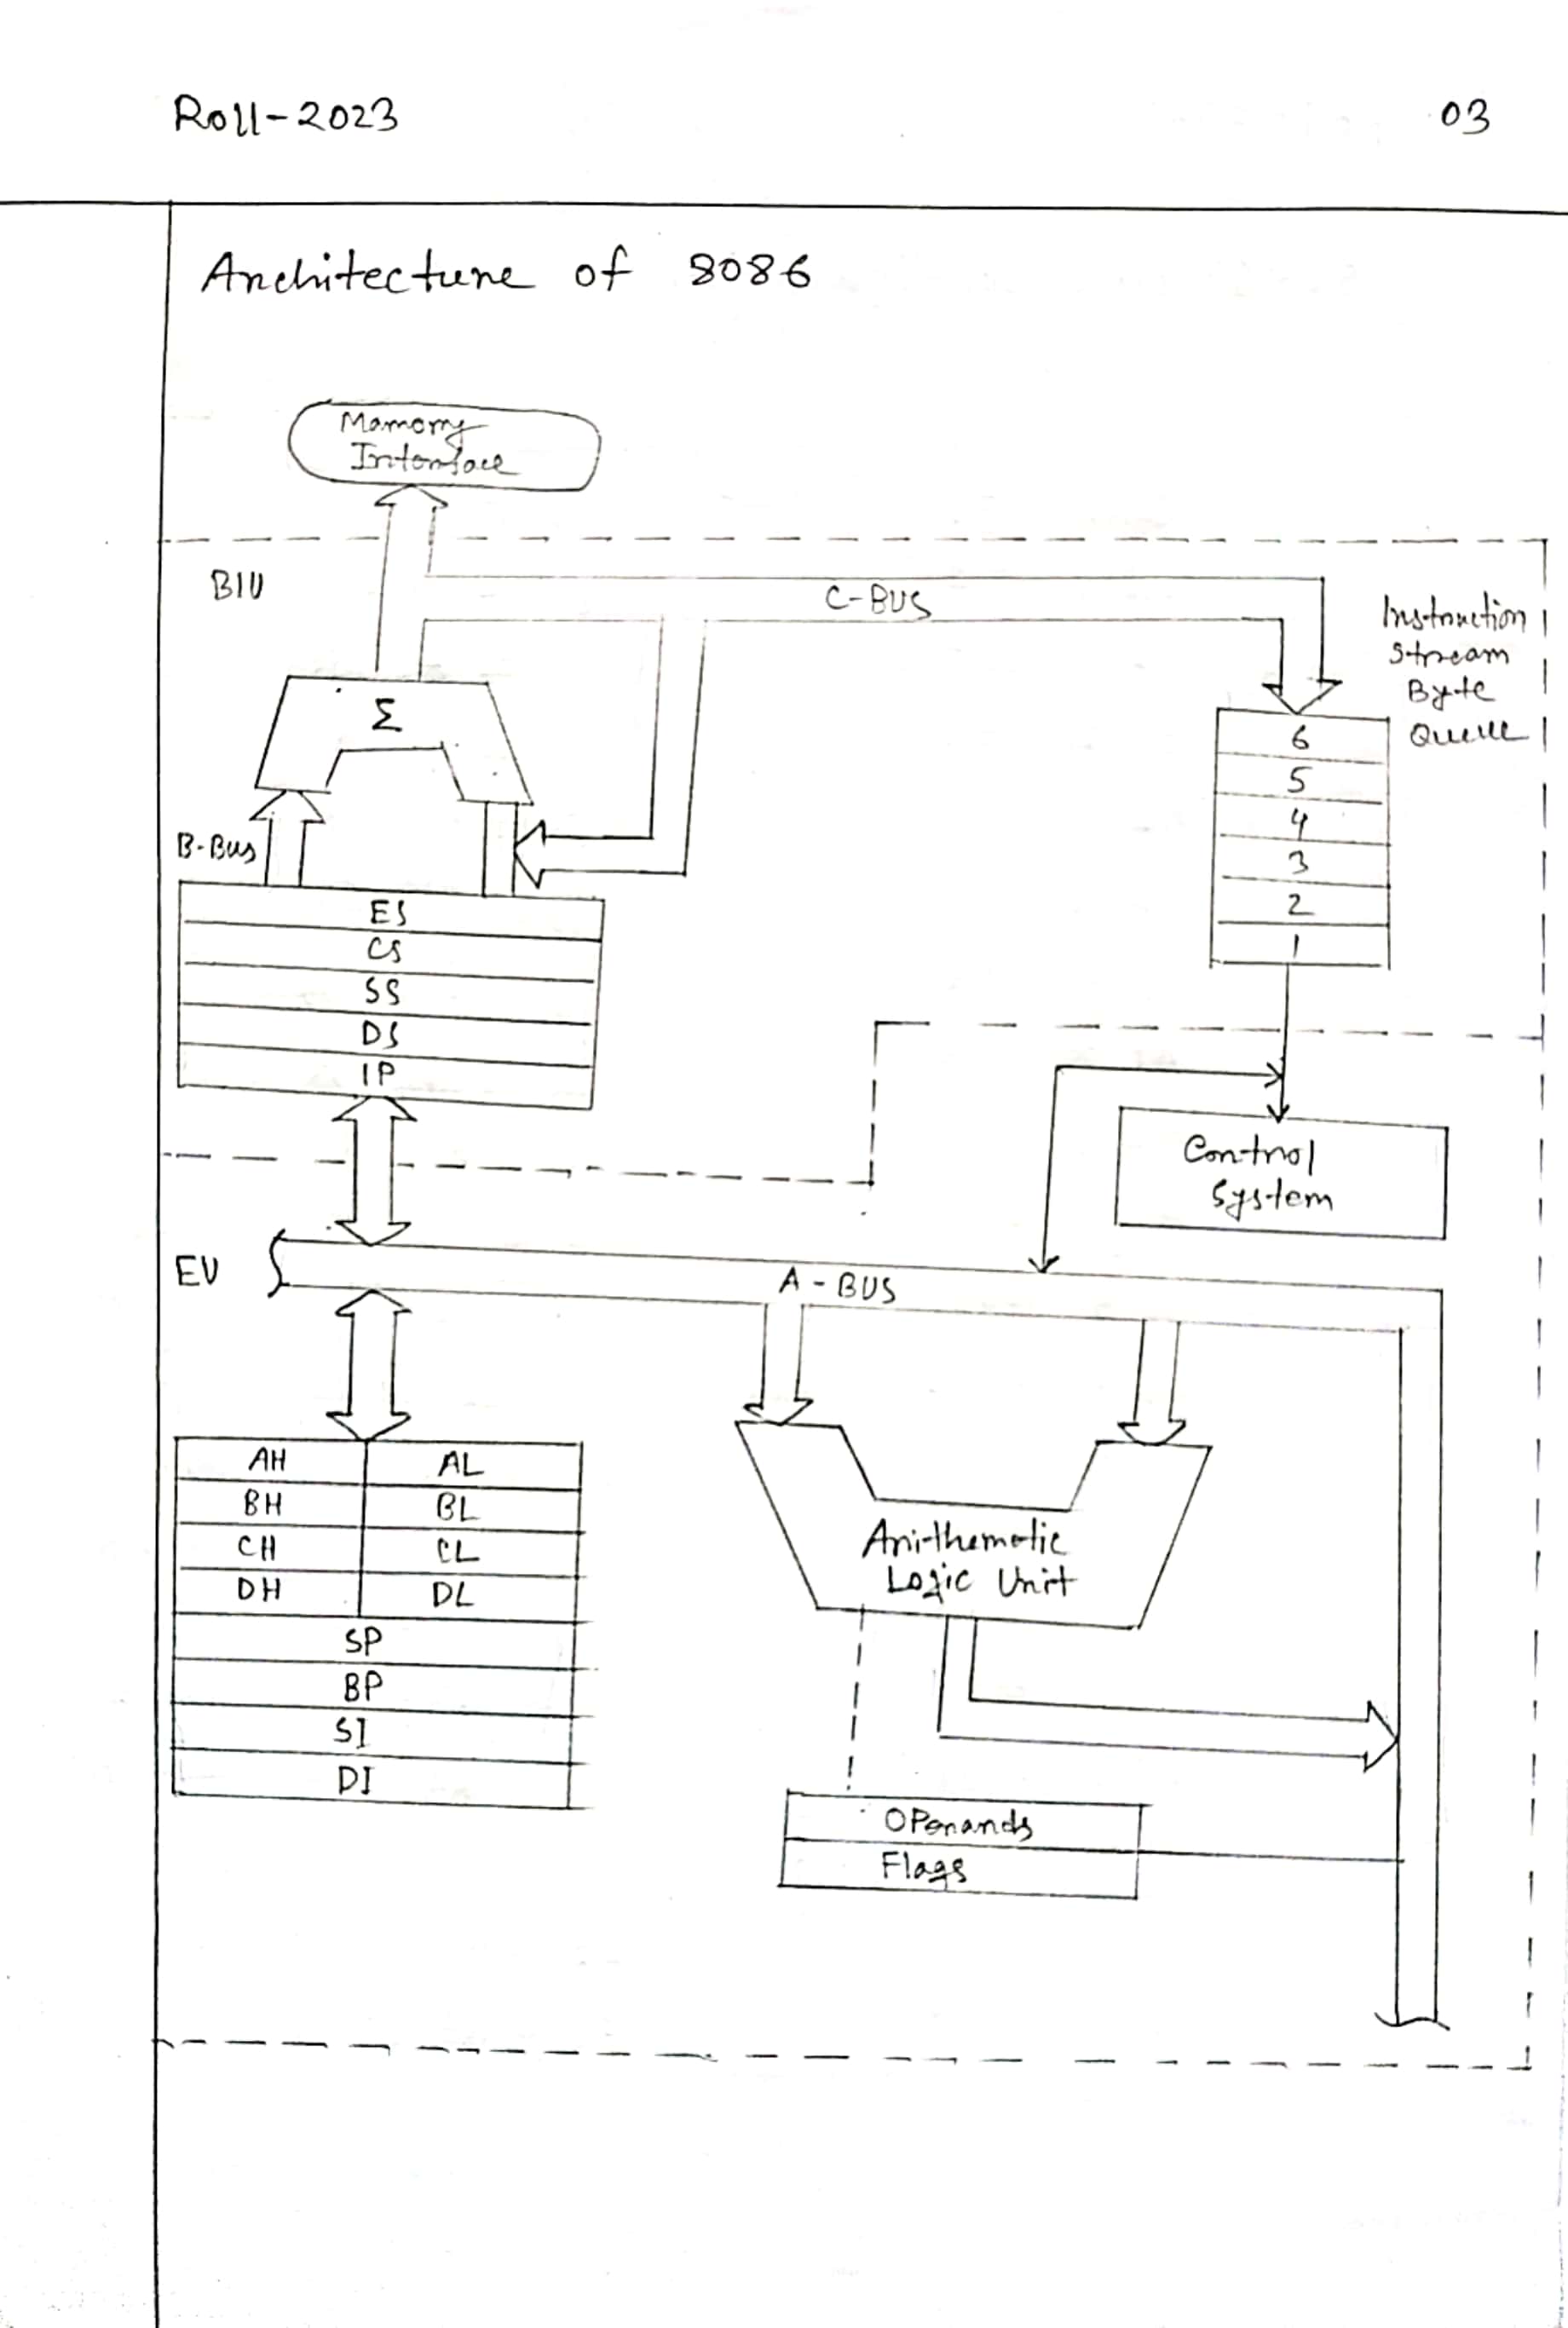 Roll-2023
03
Architecture of 8086
Mamory
Interface
BIU
C-BUS
Instruction
Stream
Byte
Queue
Σ
6
5
4
3
2
1
B-Bus
ES
CS
SS
DS
IP
Control
System
EU
A-BUS
AH AL
BH BL
CH CL
DH DL
SP
BP
SI
DI
Arithemetic
Logic Unit
OPerands
Flags